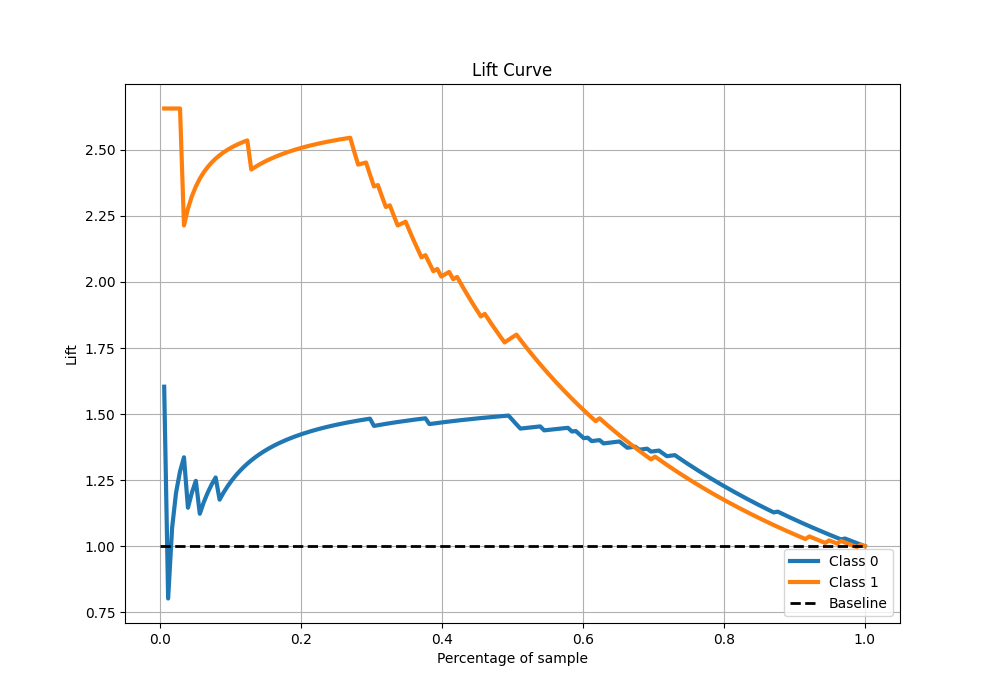 Lift Curve
Lift
2.50
2.25
2.00
1.75
1.50
1.25
1.00
0.75
0.0 0.2 0.4 0.6 0.8 1.0
Percentage of sample
Class 0
Class 1
Baseline